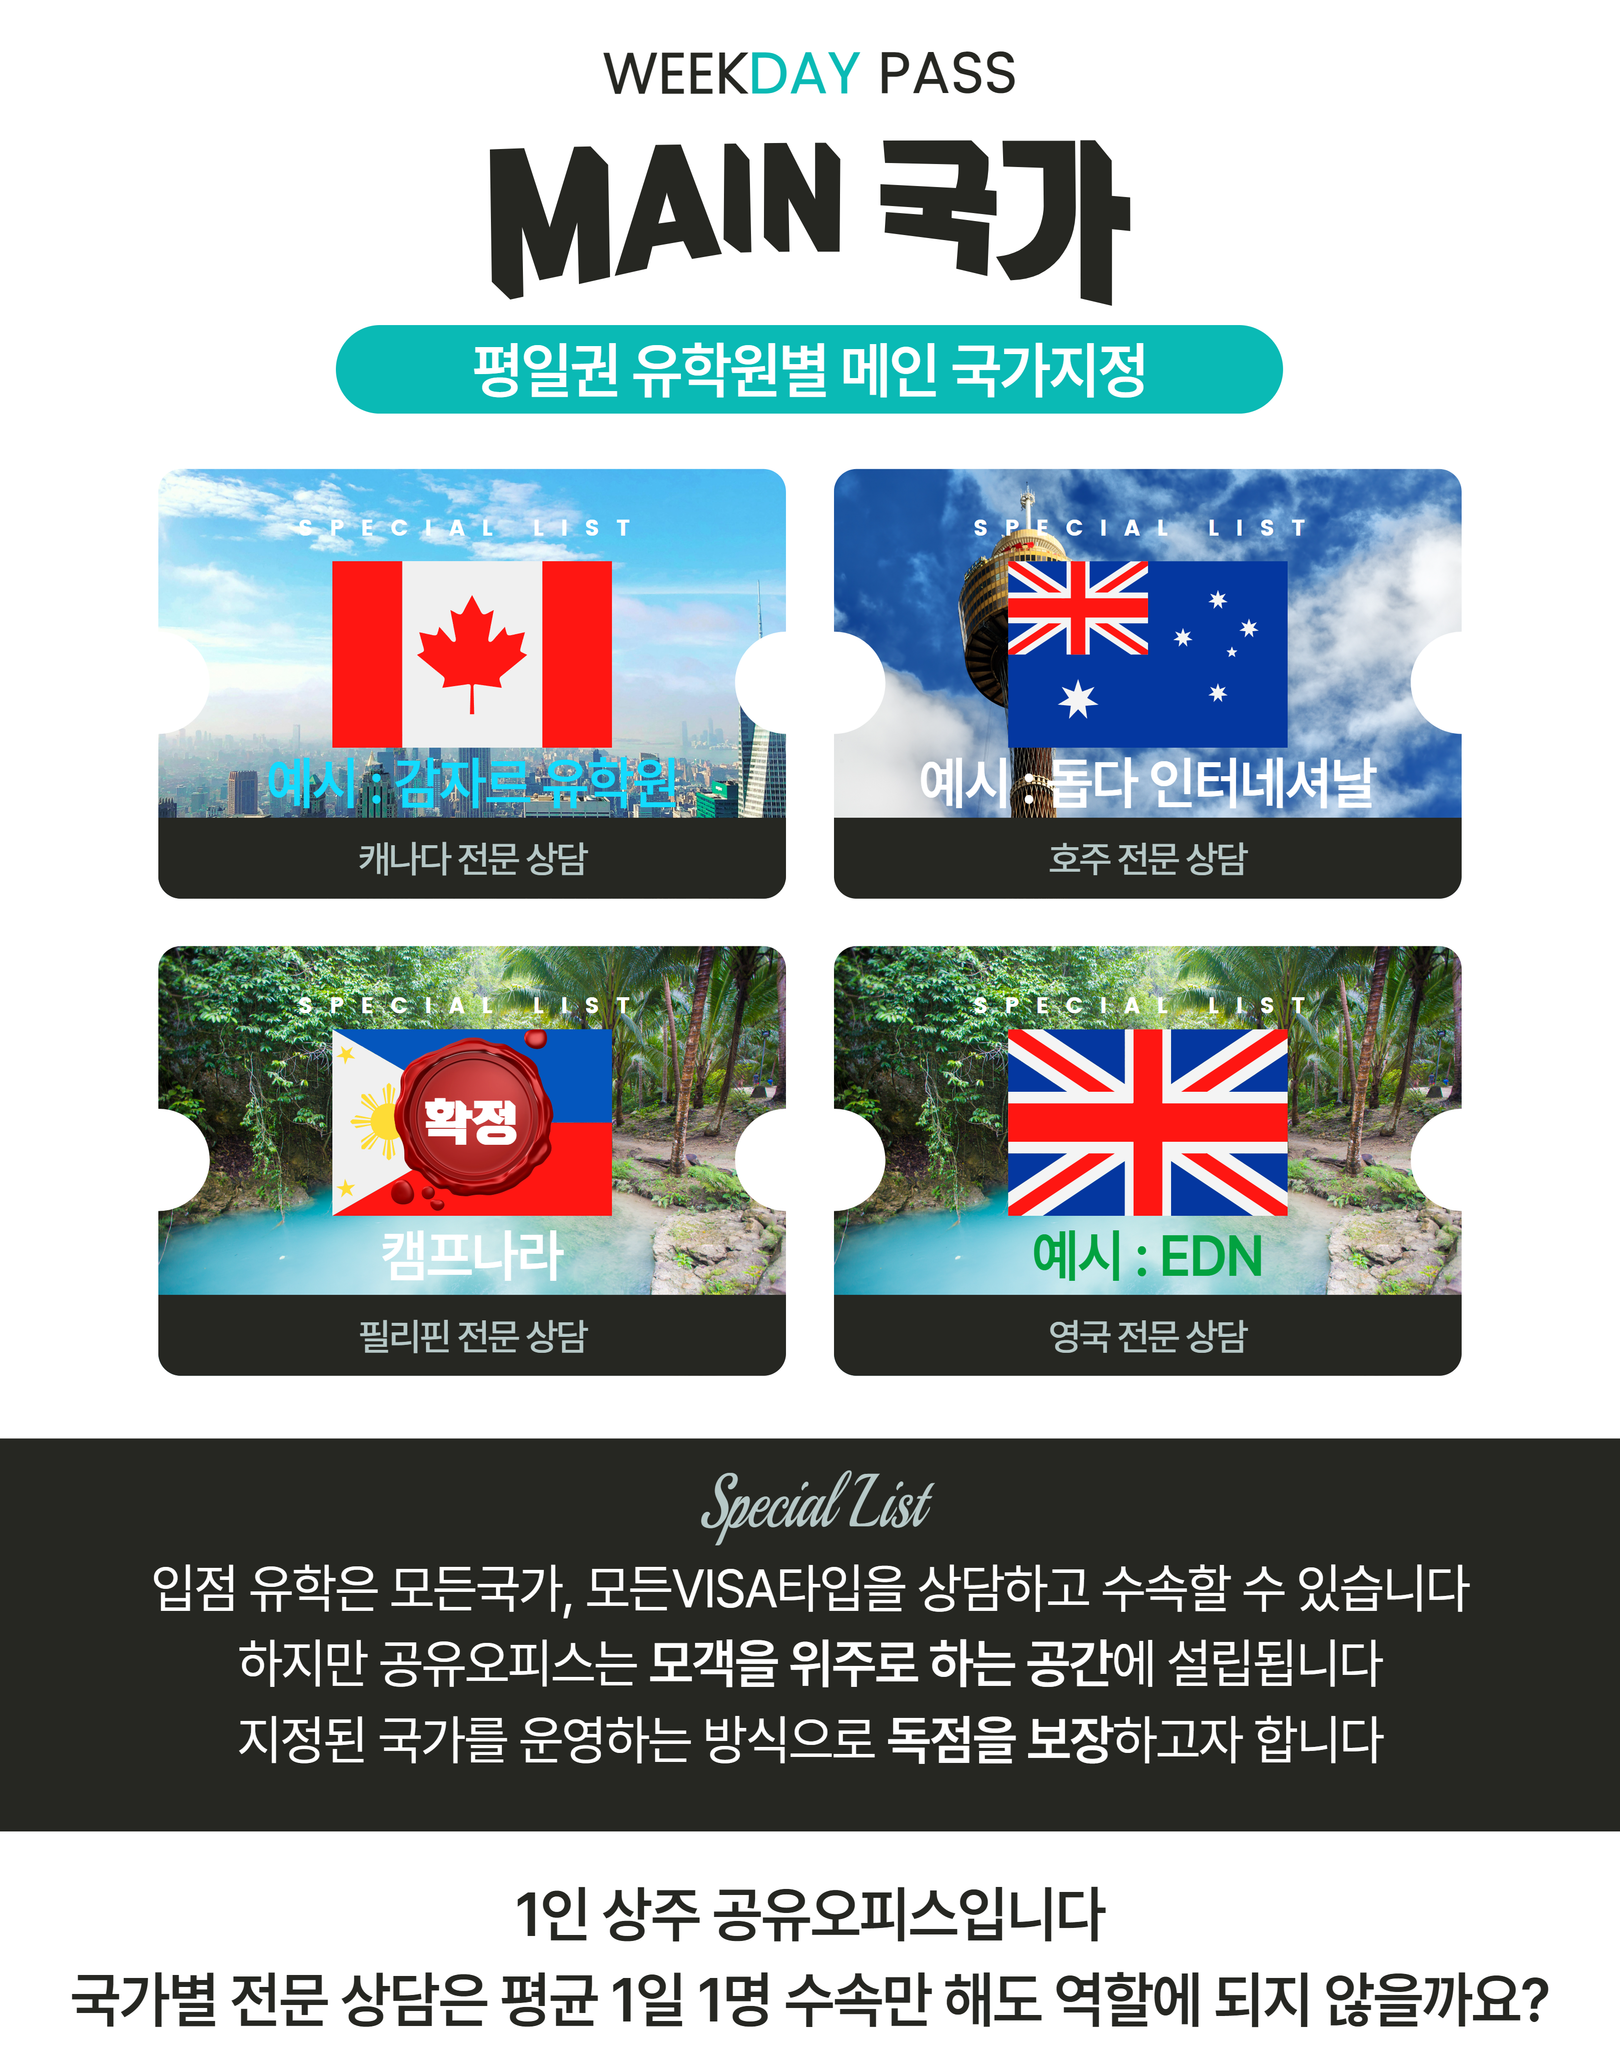 WEEKDAY PASS
MAIN 국가
평일권 유학원별 메인 국가지정
SPECIAL LIST
예시 : 감자르 유학원
캐나다 전문 상담
SPECIAL LIST
예시 : 돕다 인터네셔날
호주 전문 상담
SPECIAL LIST
확정
캠프나라
필리핀 전문 상담
SPECIAL LIST
예시 : EDN
영국 전문 상담
Special List
입점 유학은 모든국가, 모든VISA타입을 상담하고 수속할 수 있습니다
하지만 공유오피스는 모객을 위주로 하는 공간에 설립됩니다
지정된 국가를 운영하는 방식으로 독점을 보장하고자 합니다
1인 상주 공유오피스입니다
국가별 전문 상담은 평균 1일 1명 수속만 해도 역할에 되지 않을까요?